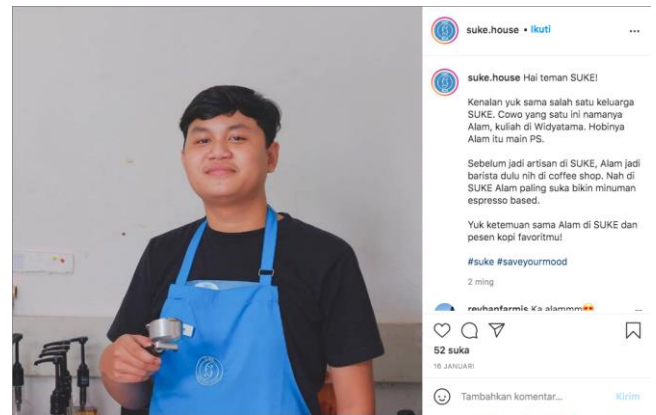 suke.house • Ikuti
suke.house Hai teman SUKE!
Kenalan yuk sama salah satu keluarga
SUKE. Cowo yang satu ini namanya
Alam, kuliah di Widyatama. Hobinya
Alam itu main PS.
Sebelum jadi artisan di SUKE, Alam jadi
barista dulu nih di coffee shop. Nah di
SUKE Alam paling suka bikin minuman
espresso based.
Yuk ketemuan sama Alam di SUKE dan
pesen kopi favoritmu!
#suke #saveyourmood
2 ming
reyhanfarmis Ka alammm😍
52 suka
16 JANUARI
Tambahkan komentar...
Kirim